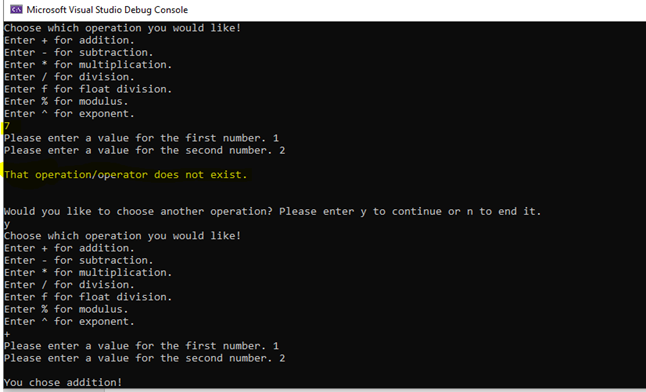 Microsoft Visual Studio Debug Console
Choose which operation you would like!
Enter + for addition.
Enter - for subtraction.
Enter * for multiplication.
Enter / for division.
Enter f for float division.
Enter % for modulus.
Enter ^ for exponent.
7
Please enter a value for the first number. 1
Please enter a value for the second number. 2
That operation/operator does not exist.
Would you like to choose another operation? Please enter y to continue or n to end it.
y
Choose which operation you would like!
Enter + for addition.
Enter - for subtraction.
Enter * for multiplication.
Enter / for division.
Enter f for float division.
Enter % for modulus.
Enter ^ for exponent.
+
Please enter a value for the first number. 1
Please enter a value for the second number. 2
You chose addition!